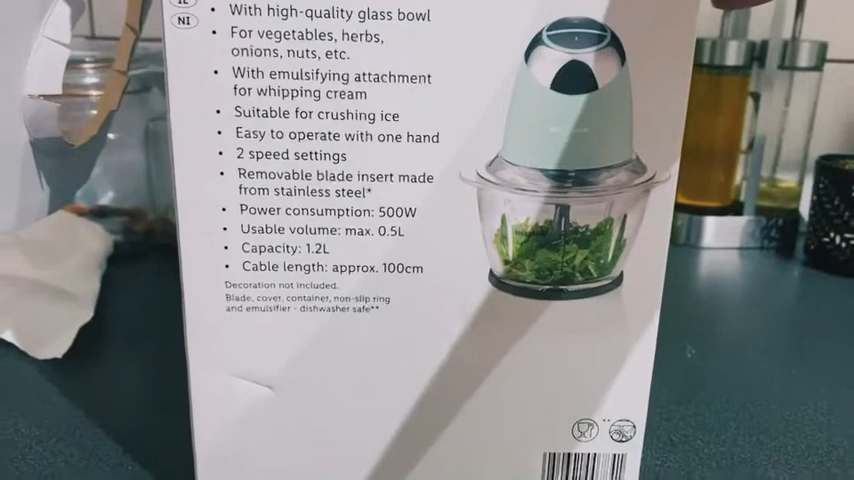 IE
NI
• With high-quality glass bowl
• For vegetables, herbs,
onions, nuts, etc.
• With emulsifying attachment
for whipping cream
• Suitable for crushing ice
• Easy to operate with one hand
• 2 speed settings
• Removable blade insert made
from stainless steel*
• Power consumption: 500W
• Usable volume: max. 0.5L
• Capacity: 1.2L
• Cable length: approx. 100cm
Decoration not included.
Blade, cover, container, non-slip ring
and emulsifier - dishwasher safe**
**